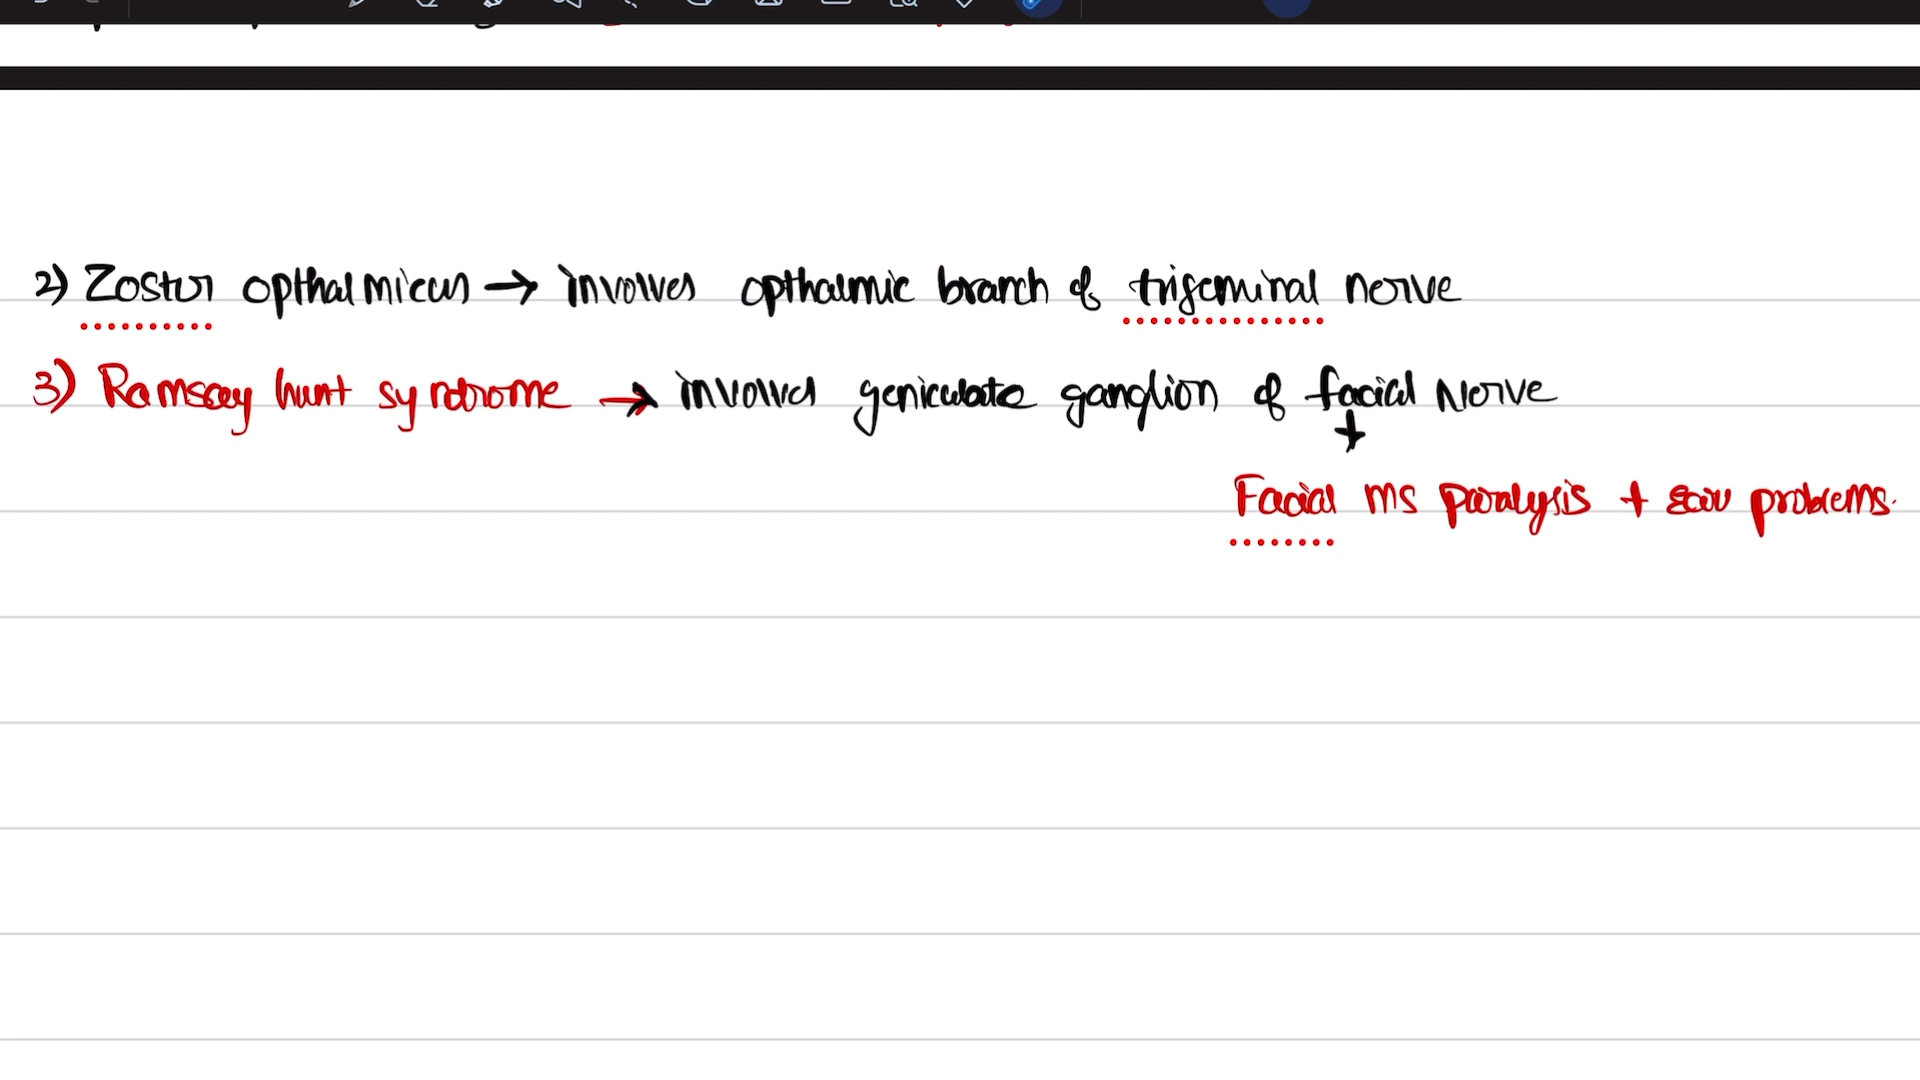 2) Zoster opthalmicus → involves opthalmic branch of trigeminal nerve
3) Ramsay hunt syndrome → involves geniculate ganglion of facial Nerve
+
Facial ms paralysis + ear problems.